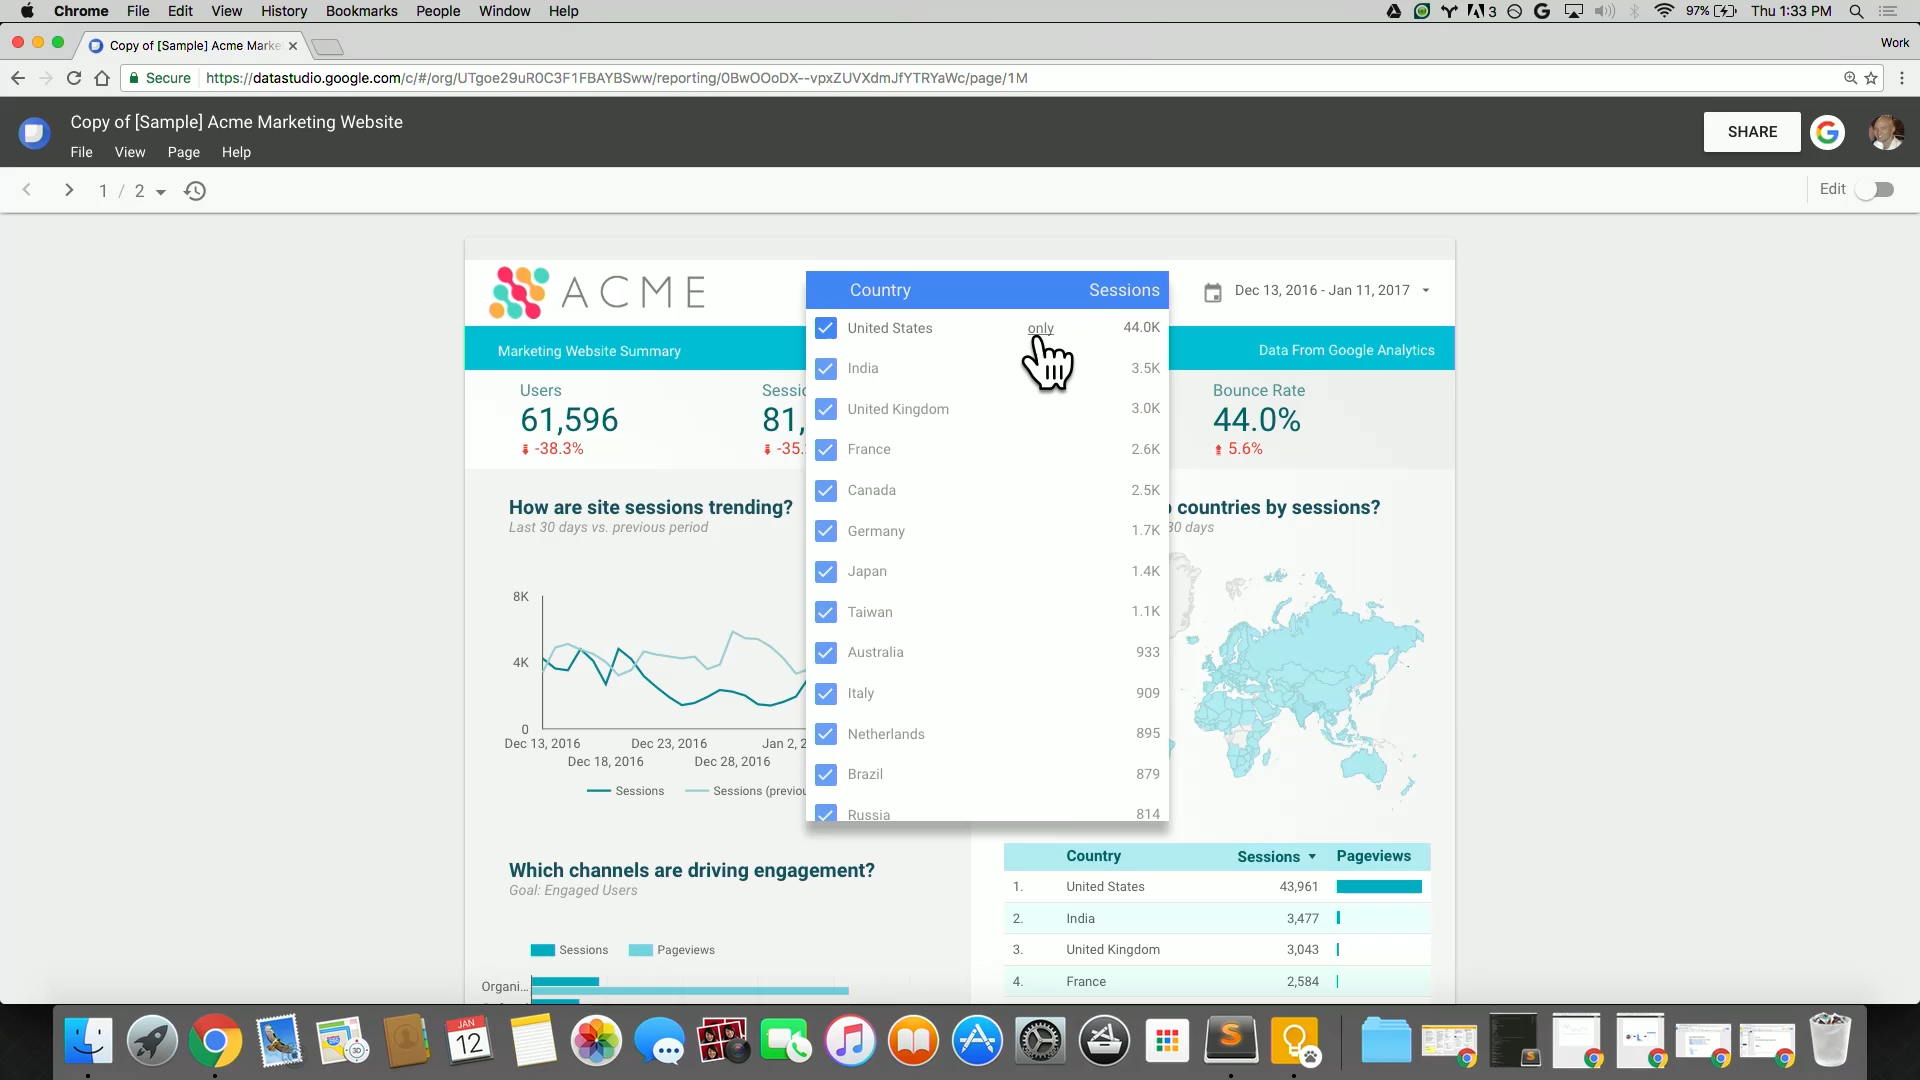 Chrome File Edit View History Bookmarks People Window Help
3 97% Thu 1:33 PM
Copy of [Sample] Acme Marke
Work
Secure https://datastudio.google.com/c/#/org/UTgoe29uR0C3F1FBAYBSww/reporting/0BwOOoDX--vpxZUVXdmJfYTRYaWc/page/1M
Copy of [Sample] Acme Marketing Website
File View Page Help
SHARE
1 / 2
Edit
ACME
Country Sessions
Dec 13, 2016 - Jan 11, 2017
United States only 44.0K
India 3.5K
United Kingdom 3.0K
France 2.6K
Canada 2.5K
Germany 1.7K
Japan 1.4K
Taiwan 1.1K
Australia 933
Italy 909
Netherlands 895
Brazil 879
Russia 814
Marketing Website Summary
Data From Google Analytics
Users
61,596
-38.3%
Sessio
81,
-35.
Bounce Rate
44.0%
5.6%
How are site sessions trending?
Last 30 days vs. previous period
8K
4K
0
Dec 13, 2016 Dec 23, 2016 Jan 2, 2
Dec 18, 2016 Dec 28, 2016
Sessions Sessions (previou
countries by sessions?
30 days
Which channels are driving engagement?
Goal: Engaged Users
Sessions Pageviews
Organi...
Country Sessions Pageviews
1. United States 43,961
2. India 3,477
3. United Kingdom 3,043
4. France 2,584
JAN
12
3D